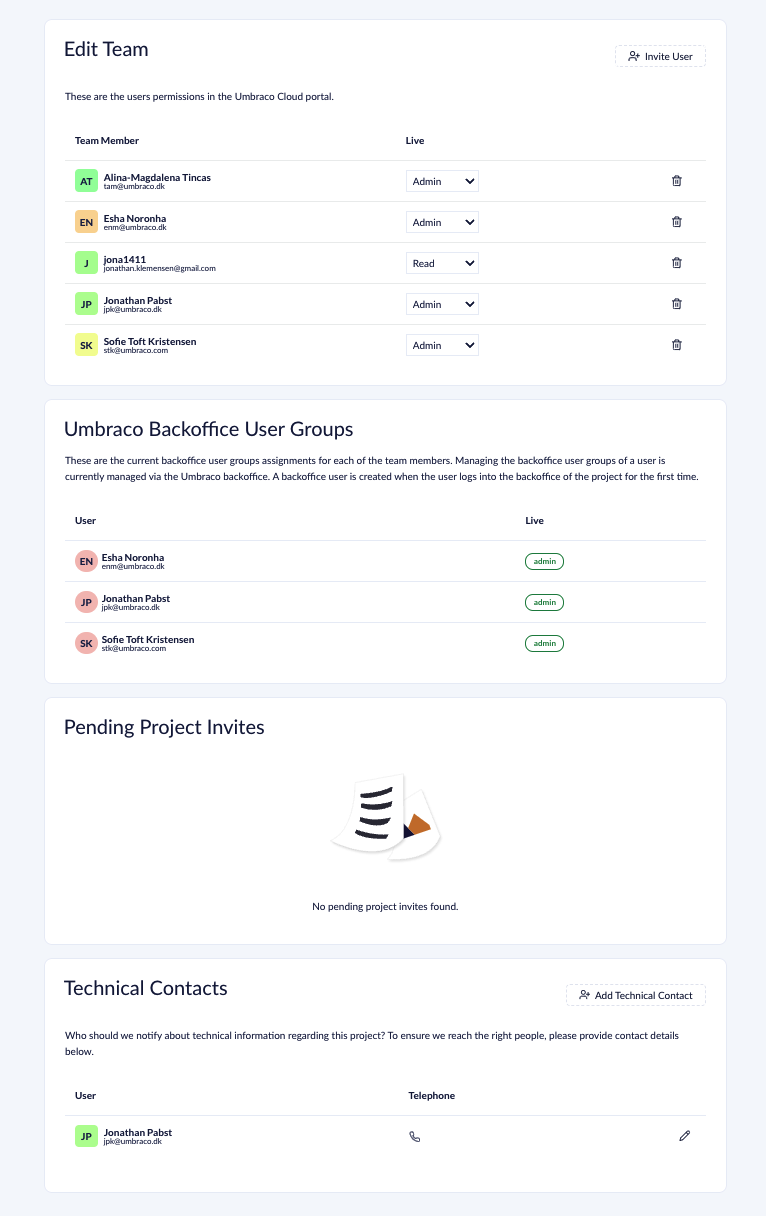 Edit Team
Invite User
These are the users permissions in the Umbraco Cloud portal.
Team Member Live
AT Alina-Magdalena Tincas Admin
tam@umbraco.dk
EN Esha Noronha Admin
enm@umbraco.dk
J jona1411 Read
jonathan.klemensen@gmail.com
JP Jonathan Pabst Admin
jpk@umbraco.dk
SK Sofie Toft Kristensen Admin
stk@umbraco.com
Umbraco Backoffice User Groups
These are the current backoffice user groups assignments for each of the team members. Managing the backoffice user groups of a user is
currently managed via the Umbraco backoffice. A backoffice user is created when the user logs into the backoffice of the project for the first time.
User Live
EN Esha Noronha admin
enm@umbraco.dk
JP Jonathan Pabst admin
jpk@umbraco.dk
SK Sofie Toft Kristensen admin
stk@umbraco.com
Pending Project Invites
No pending project invites found.
Technical Contacts
Add Technical Contact
Who should we notify about technical information regarding this project? To ensure we reach the right people, please provide contact details
below.
User Telephone
JP Jonathan Pabst
jpk@umbraco.dk